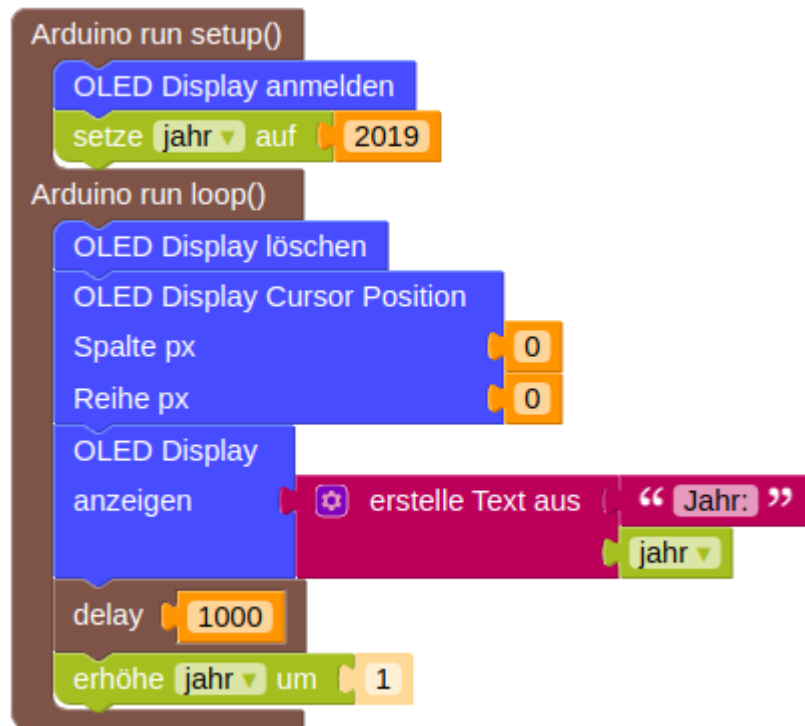 Arduino run setup()
OLED Display anmelden
setze jahr auf 2019
Arduino run loop()
OLED Display löschen
OLED Display Cursor Position
Spalte px 0
Reihe px 0
OLED Display
anzeigen erstelle Text aus “ Jahr: ”
jahr
delay 1000
erhöhe jahr um 1